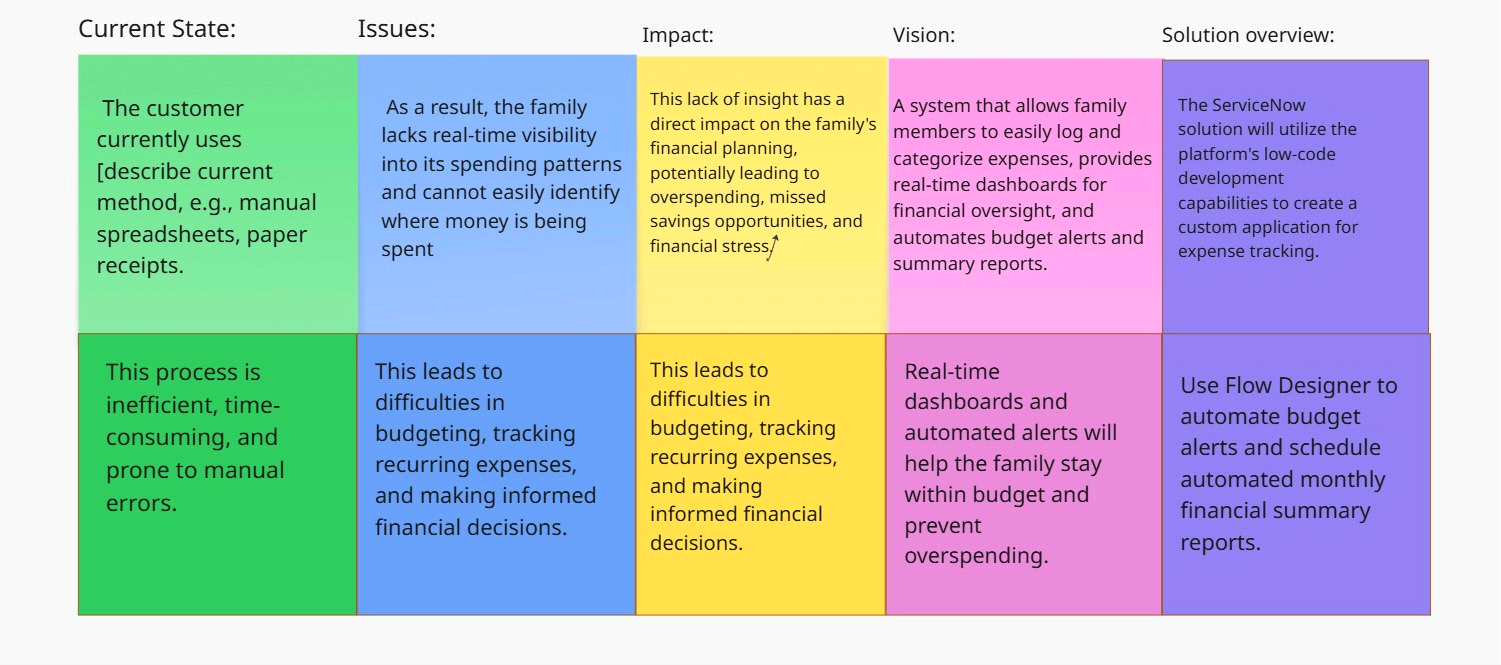 Current State:
Issues:
Impact:
Vision:
Solution overview:
The customer
currently uses
[describe current
method, e.g., manual
spreadsheets, paper
receipts.
As a result, the family
lacks real-time visibility
into its spending patterns
and cannot easily identify
where money is being
spent
This lack of insight has a
direct impact on the family's
financial planning,
potentially leading to
overspending, missed
savings opportunities, and
financial stress.
A system that allows family
members to easily log and
categorize expenses, provides
real-time dashboards for
financial oversight, and
automates budget alerts and
summary reports.
The ServiceNow
solution will utilize the
platform's low-code
development
capabilities to create a
custom application for
expense tracking.
This process is
inefficient, time-
consuming, and
prone to manual
errors.
This leads to
difficulties in
budgeting, tracking
recurring expenses,
and making informed
financial decisions.
This leads to
difficulties in
budgeting, tracking
recurring expenses,
and making
informed financial
decisions.
Real-time
dashboards and
automated alerts will
help the family stay
within budget and
prevent
overspending.
Use Flow Designer to
automate budget
alerts and schedule
automated monthly
financial summary
reports.